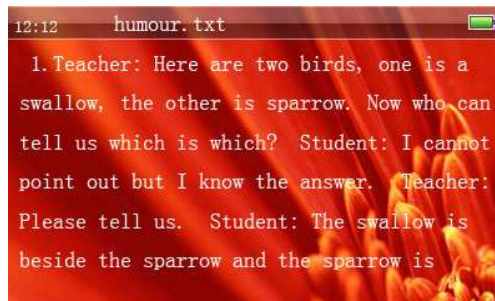 12:12 humour.txt
1.Teacher: Here are two birds, one is a
swallow, the other is sparrow. Now who can
tell us which is which? Student: I cannot
point out but I know the answer. Teacher:
Please tell us. Student: The swallow is
beside the sparrow and the sparrow is